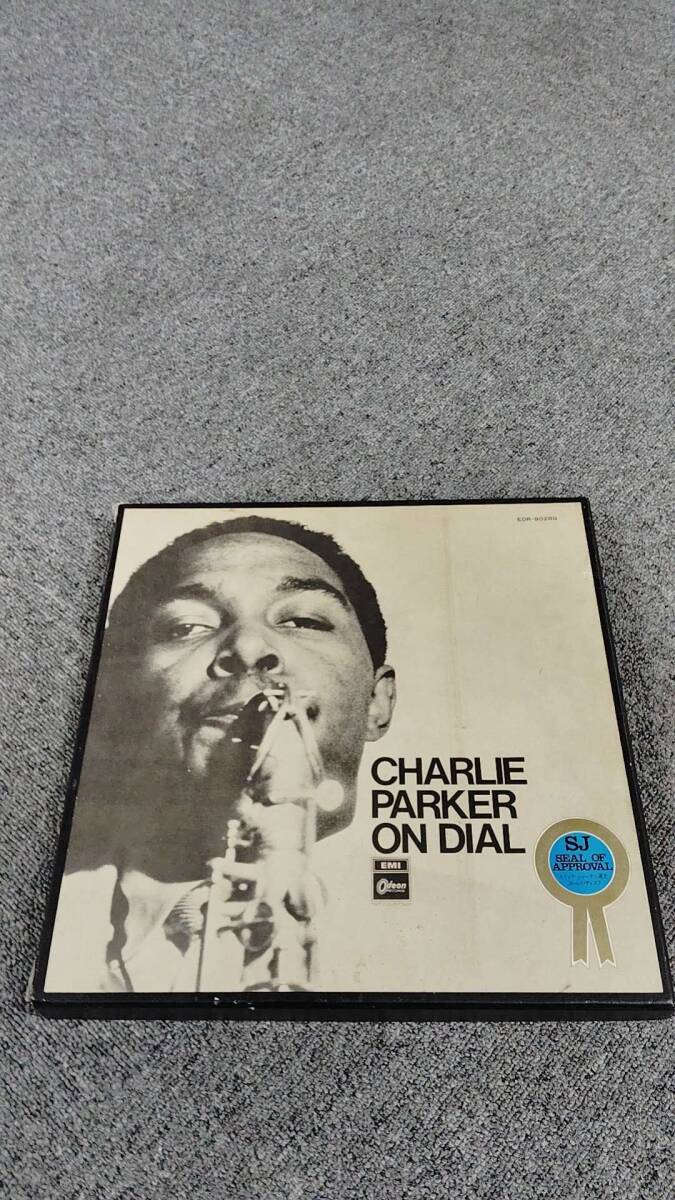 CHARLIE
PARKER
ON DIAL
EMI
Odeon
SJ
SEAL OF
APPROVAL